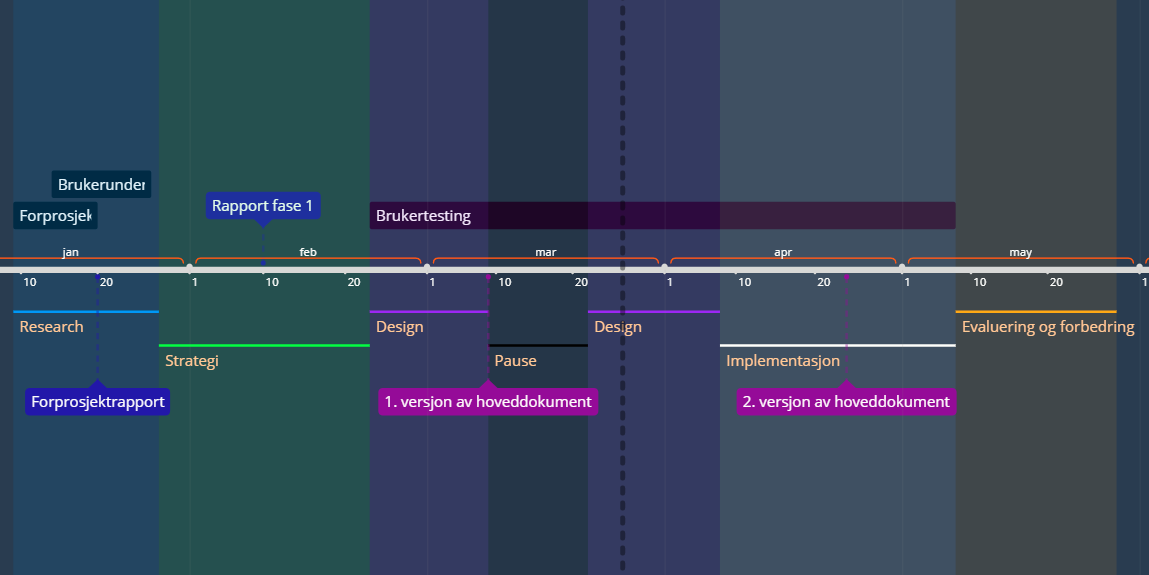 Brukerunder
Rapport fase 1
Forprosjek
Brukertesting
jan feb mar apr may
10 20 1 10 20 1 10 20 1 10 20 1 10 20 1
Research Design Design Evaluering og forbedring
Strategi Pause Implementasjon
Forprosjektrapport 1. versjon av hoveddokument 2. versjon av hoveddokument